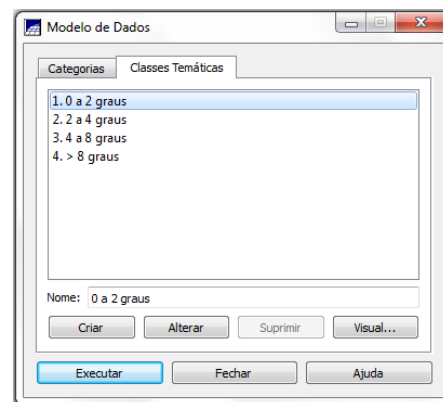 Modelo de Dados
Categorias Classes Temáticas
1. 0 a 2 graus
2. 2 a 4 graus
3. 4 a 8 graus
4. > 8 graus
Nome: 0 a 2 graus
Criar Alterar Suprimir Visual...
Executar Fechar Ajuda